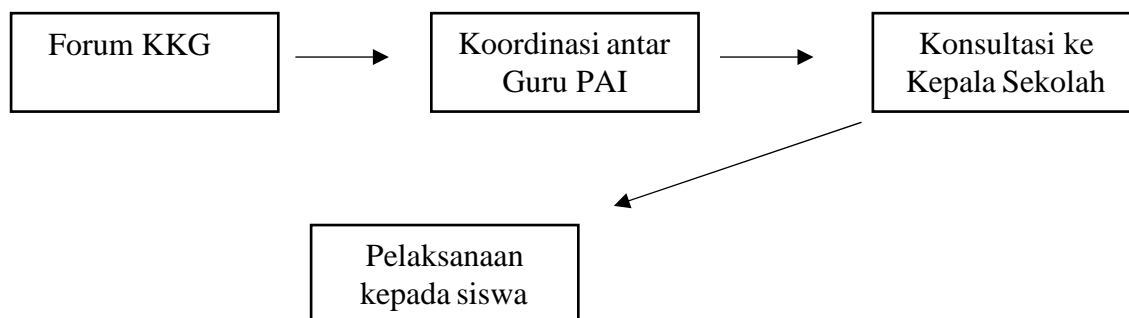 Forum KKG
Koordinasi antar
Guru PAI
Konsultasi ke
Kepala Sekolah
Pelaksanaan
kepada siswa